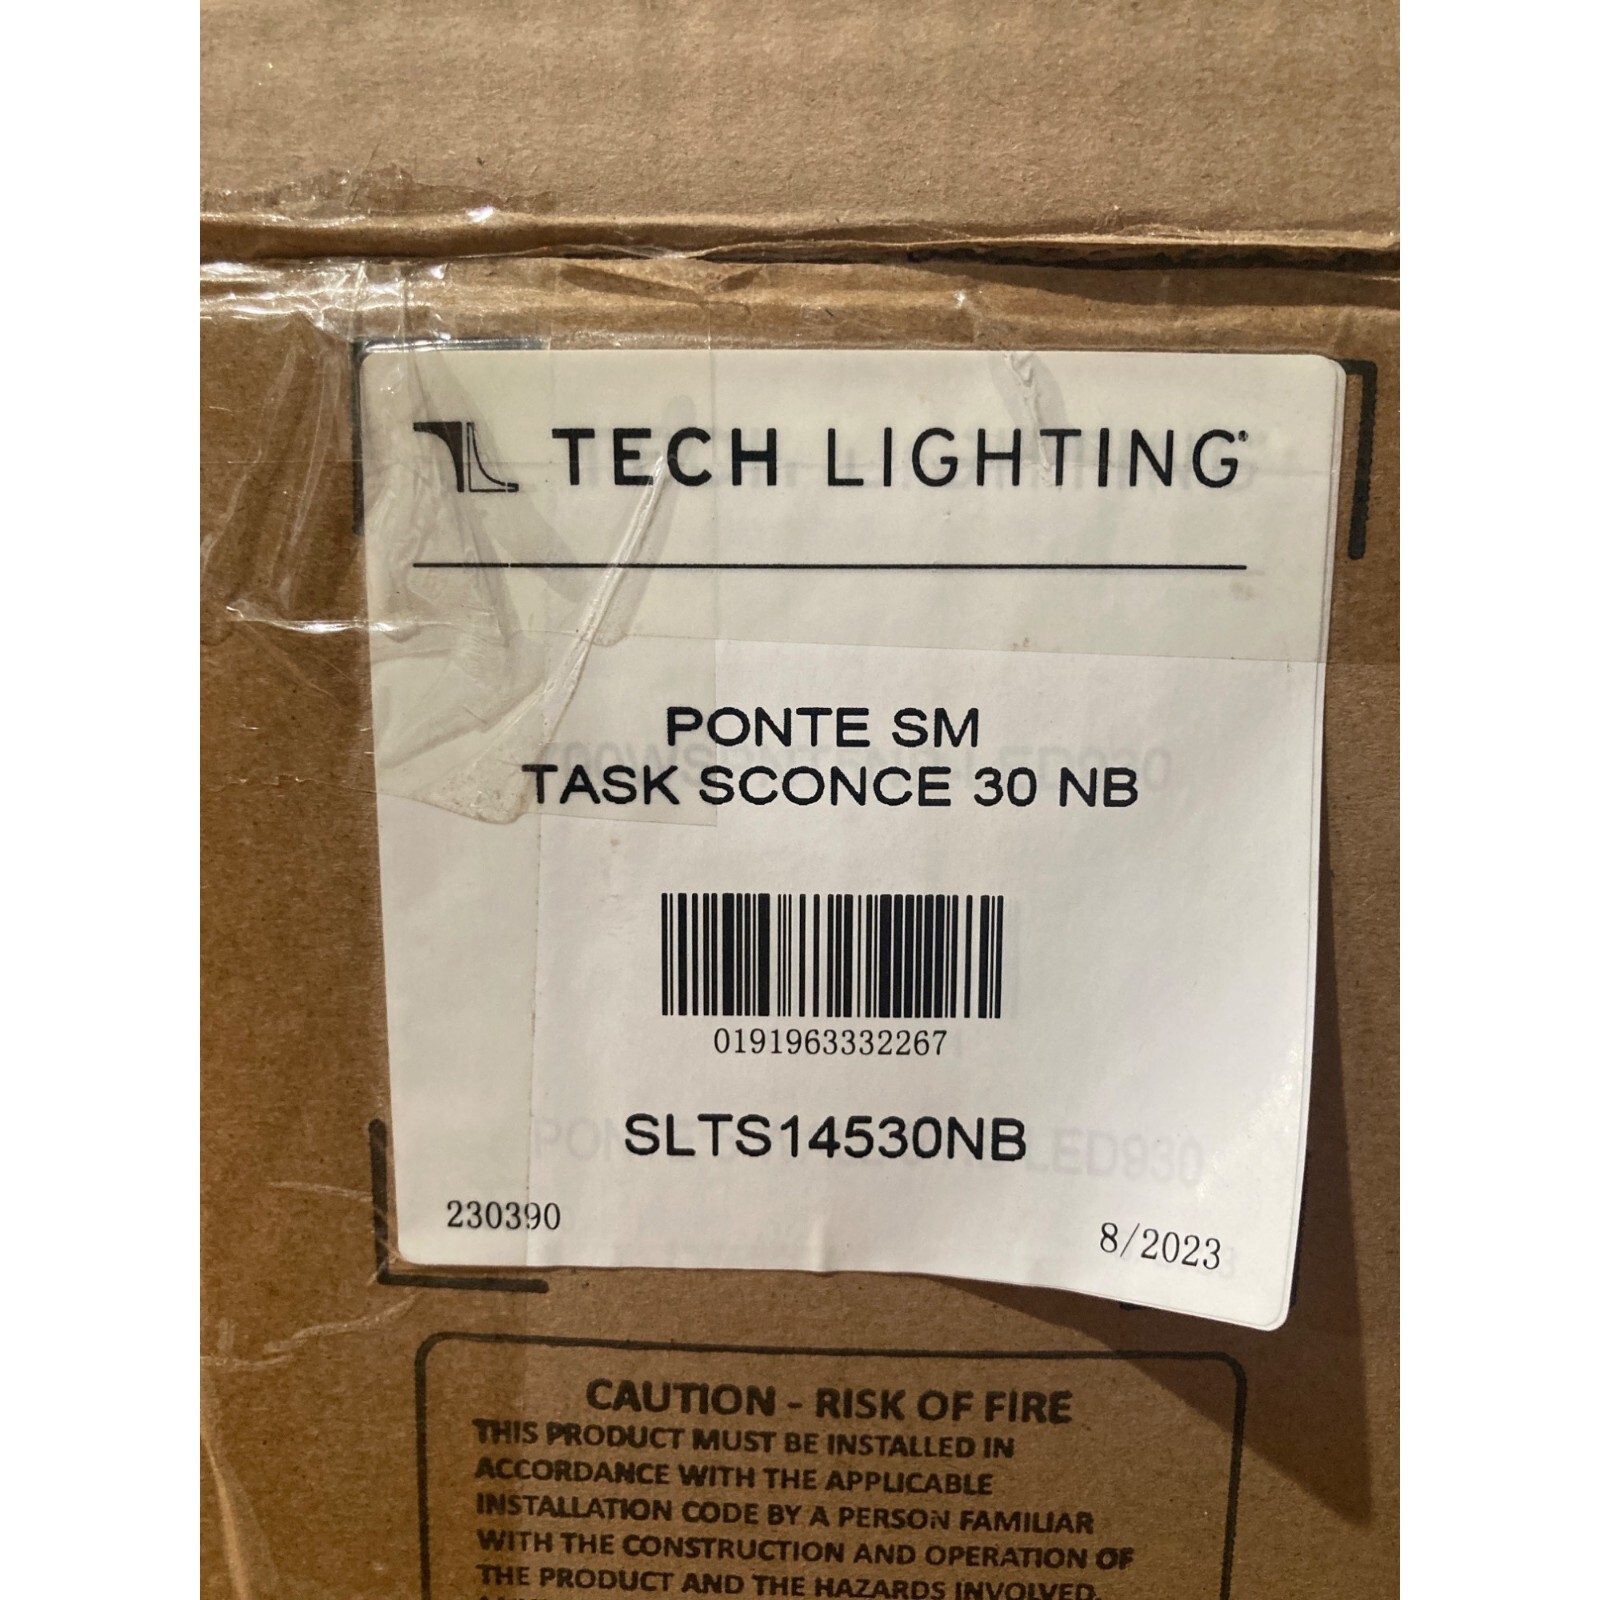 TECH LIGHTING®
PONTE SM
TASK SCONCE 30 NB
0191963332267
SLTS14530NB
230390
8/2023
CAUTION - RISK OF FIRE
THIS PRODUCT MUST BE INSTALLED IN
ACCORDANCE WITH THE APPLICABLE
INSTALLATION CODE BY A PERSON FAMILIAR
WITH THE CONSTRUCTION AND OPERATION OF
THE PRODUCT AND THE HAZARDS INVOLVED.